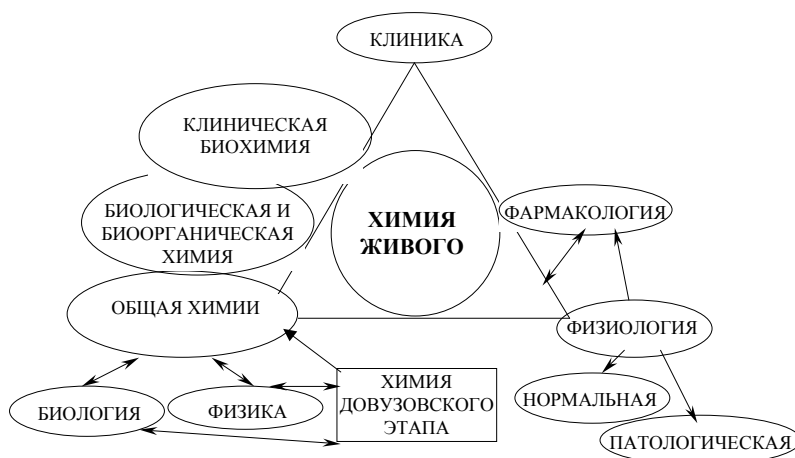 КЛИНИКА
КЛИНИЧЕСКАЯ
БИОХИМИЯ
БИОЛОГИЧЕСКАЯ И
БИООРГАНИЧЕСКАЯ
ХИМИЯ
ХИМИЯ
ЖИВОГО
ФАРМАКОЛОГИЯ
ОБЩАЯ ХИМИИ
ФИЗИОЛОГИЯ
БИОЛОГИЯ
ФИЗИКА
ХИМИЯ
ДОВУЗОВСКОГО
ЭТАПА
НОРМАЛЬНАЯ
ПАТОЛОГИЧЕСКАЯ